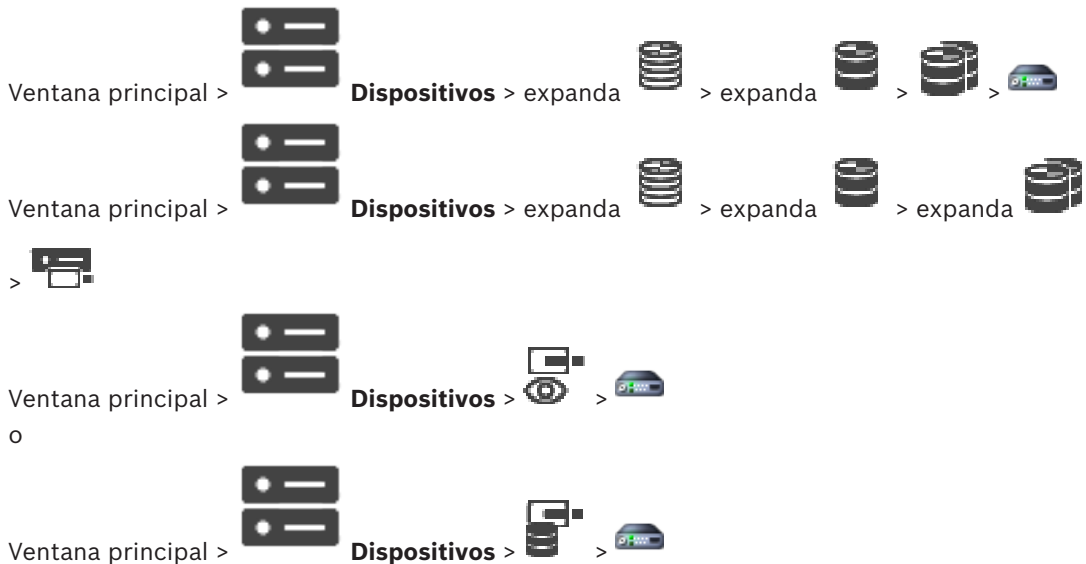 Ventana principal > Dispositivos > expanda > expanda > >
Ventana principal > Dispositivos > expanda > expanda > expanda
>
Ventana principal > Dispositivos > >
o
Ventana principal > Dispositivos > >